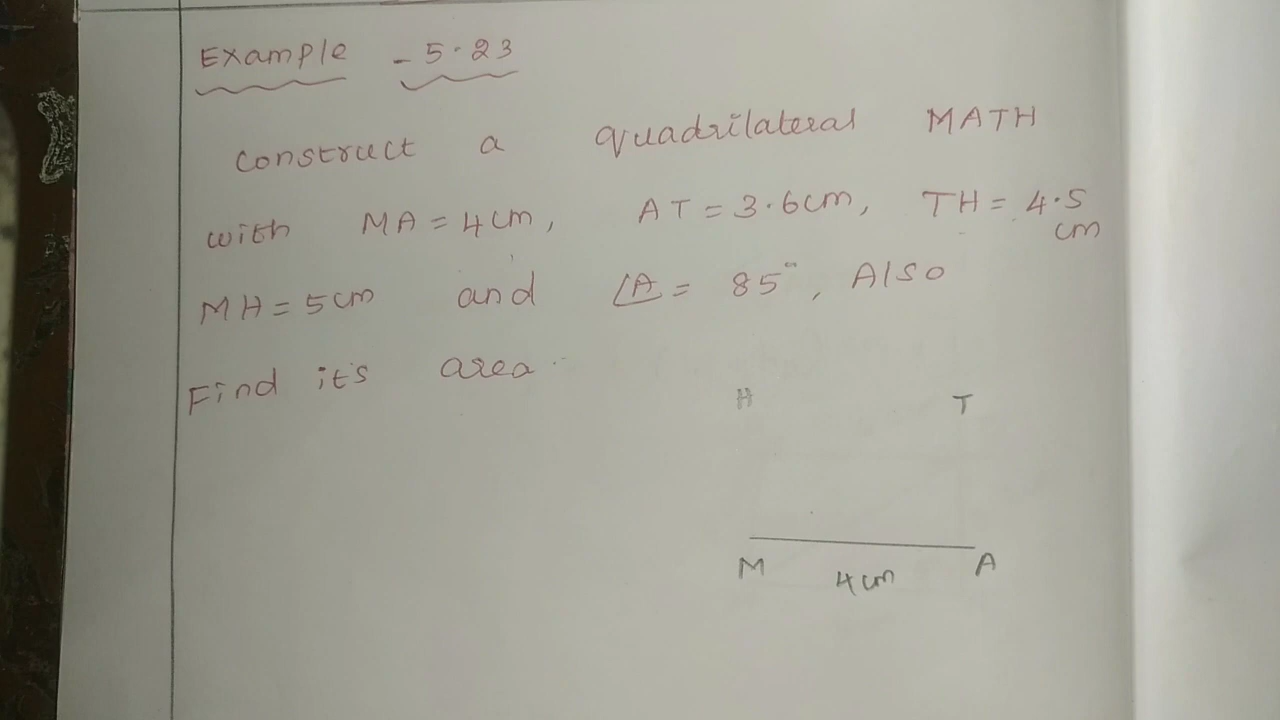 Example - 5.23
construct a quadrilateral MATH
with MA = 4cm, AT = 3.6cm, TH = 4.5
cm
MH = 5cm and ∠A = 85°, Also
Find it's area.
H T
M 4cm A